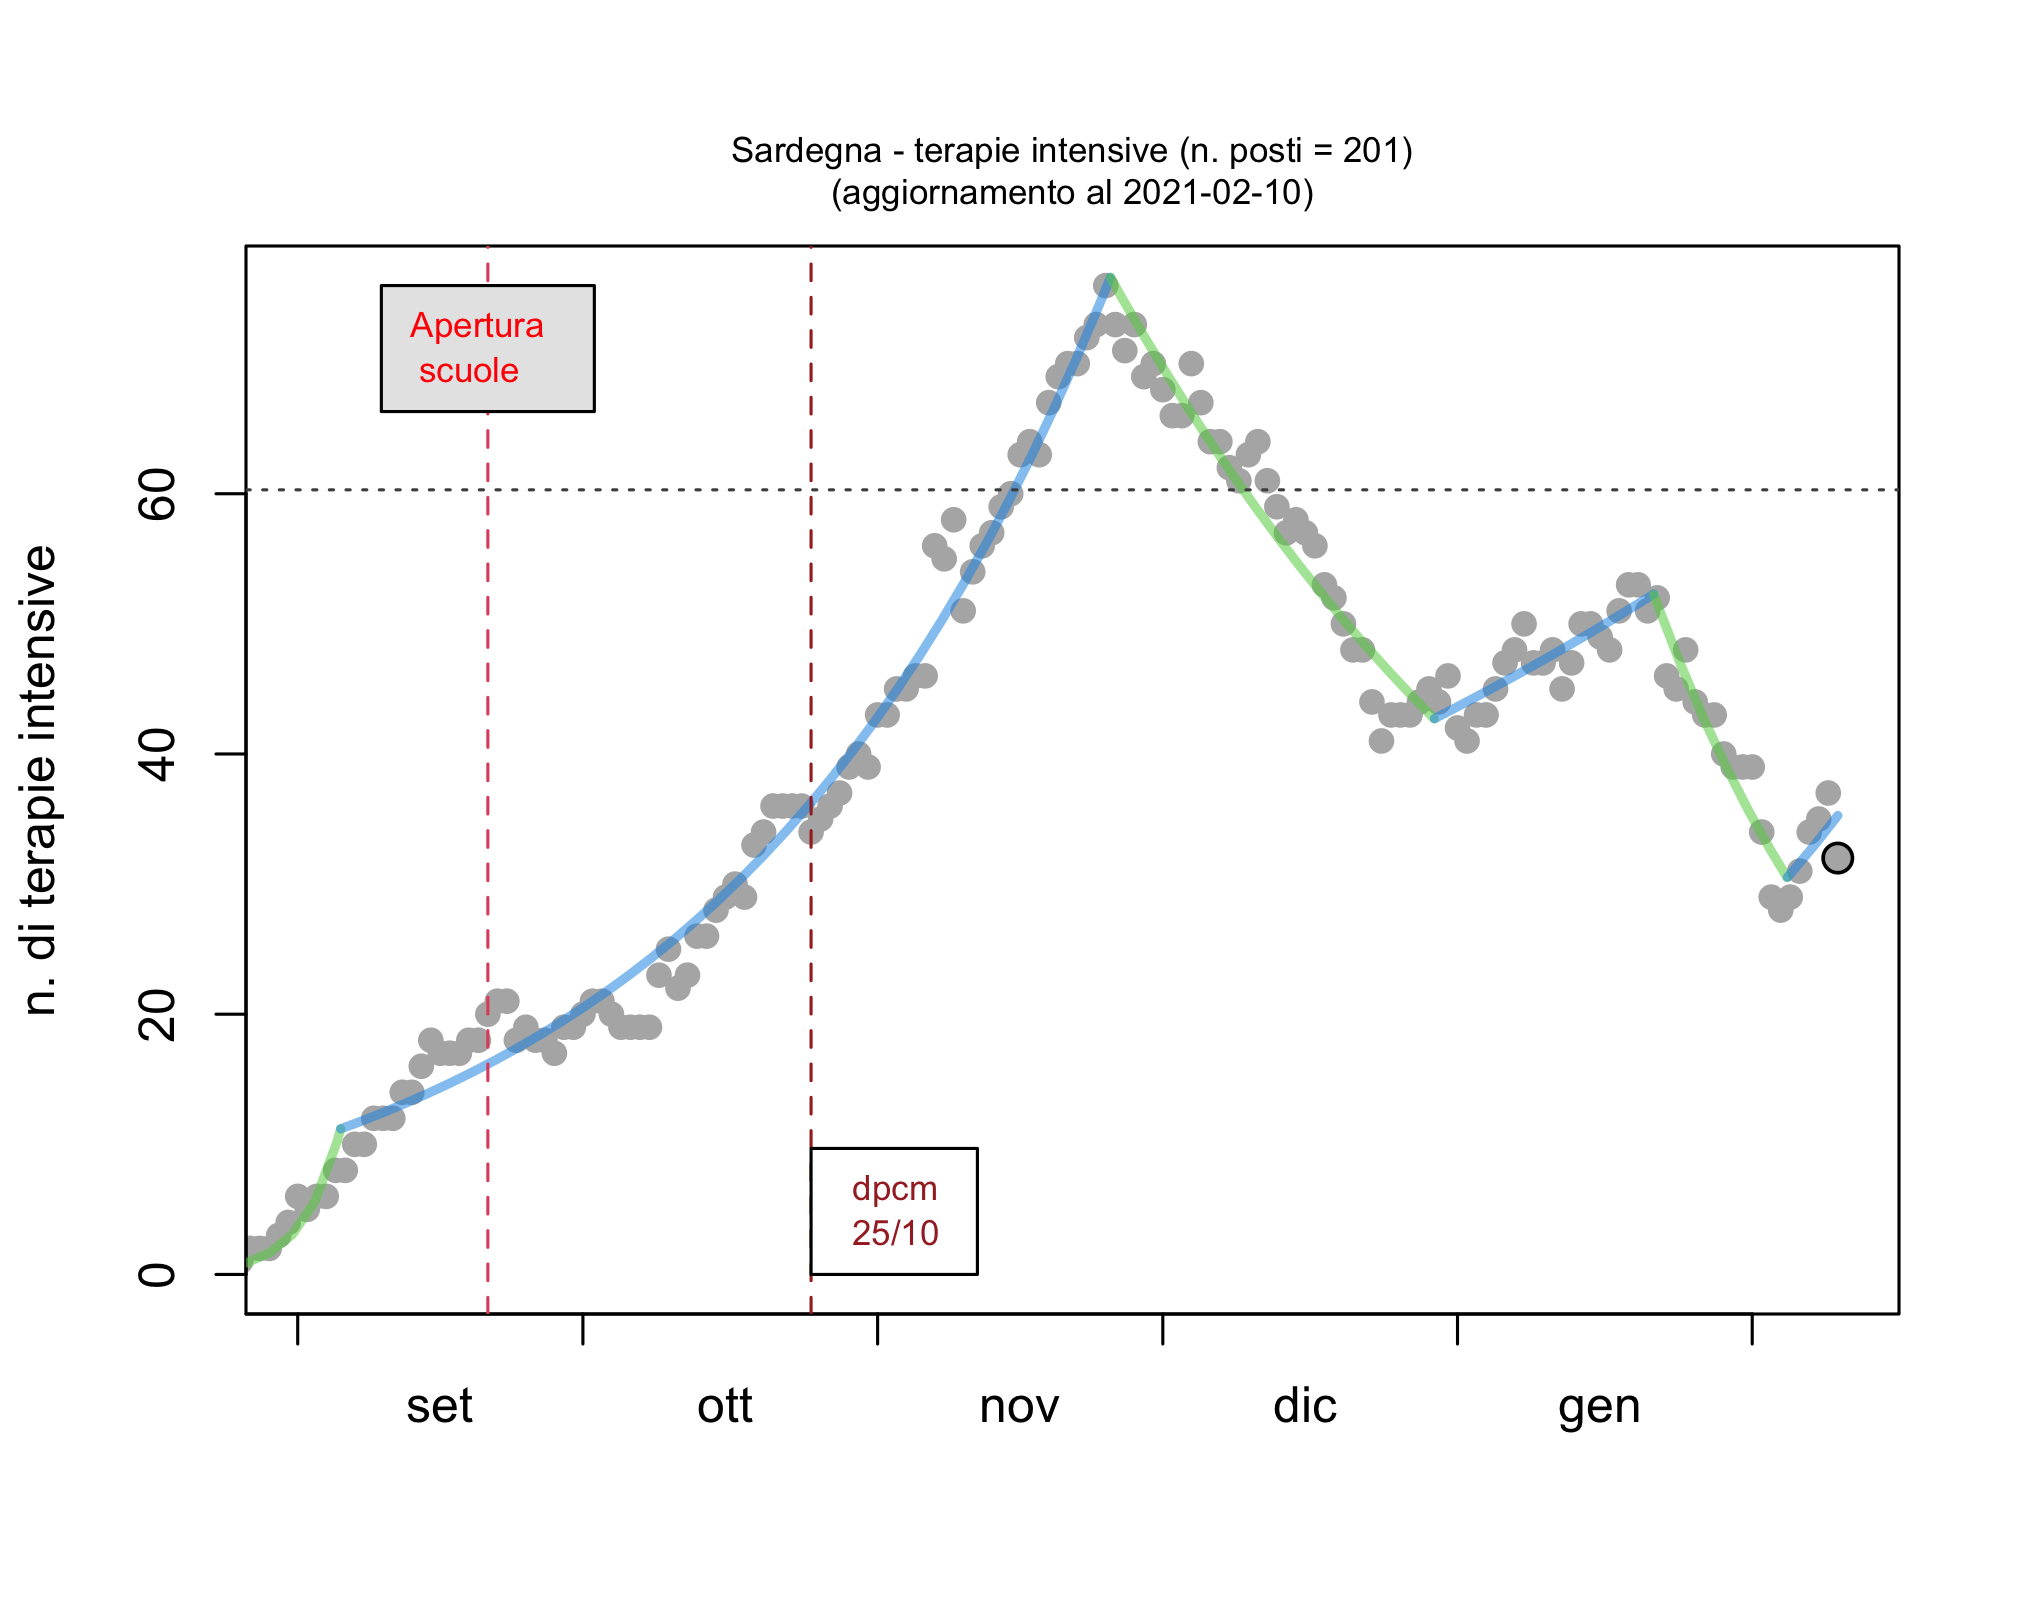 Sardegna - terapie intensive (n. posti = 201)
(aggiornamento al 2021-02-10)
n. di terapie intensive
60
40
20
0
Apertura
scuole
dpcm
25/10
set
ott
nov
dic
gen